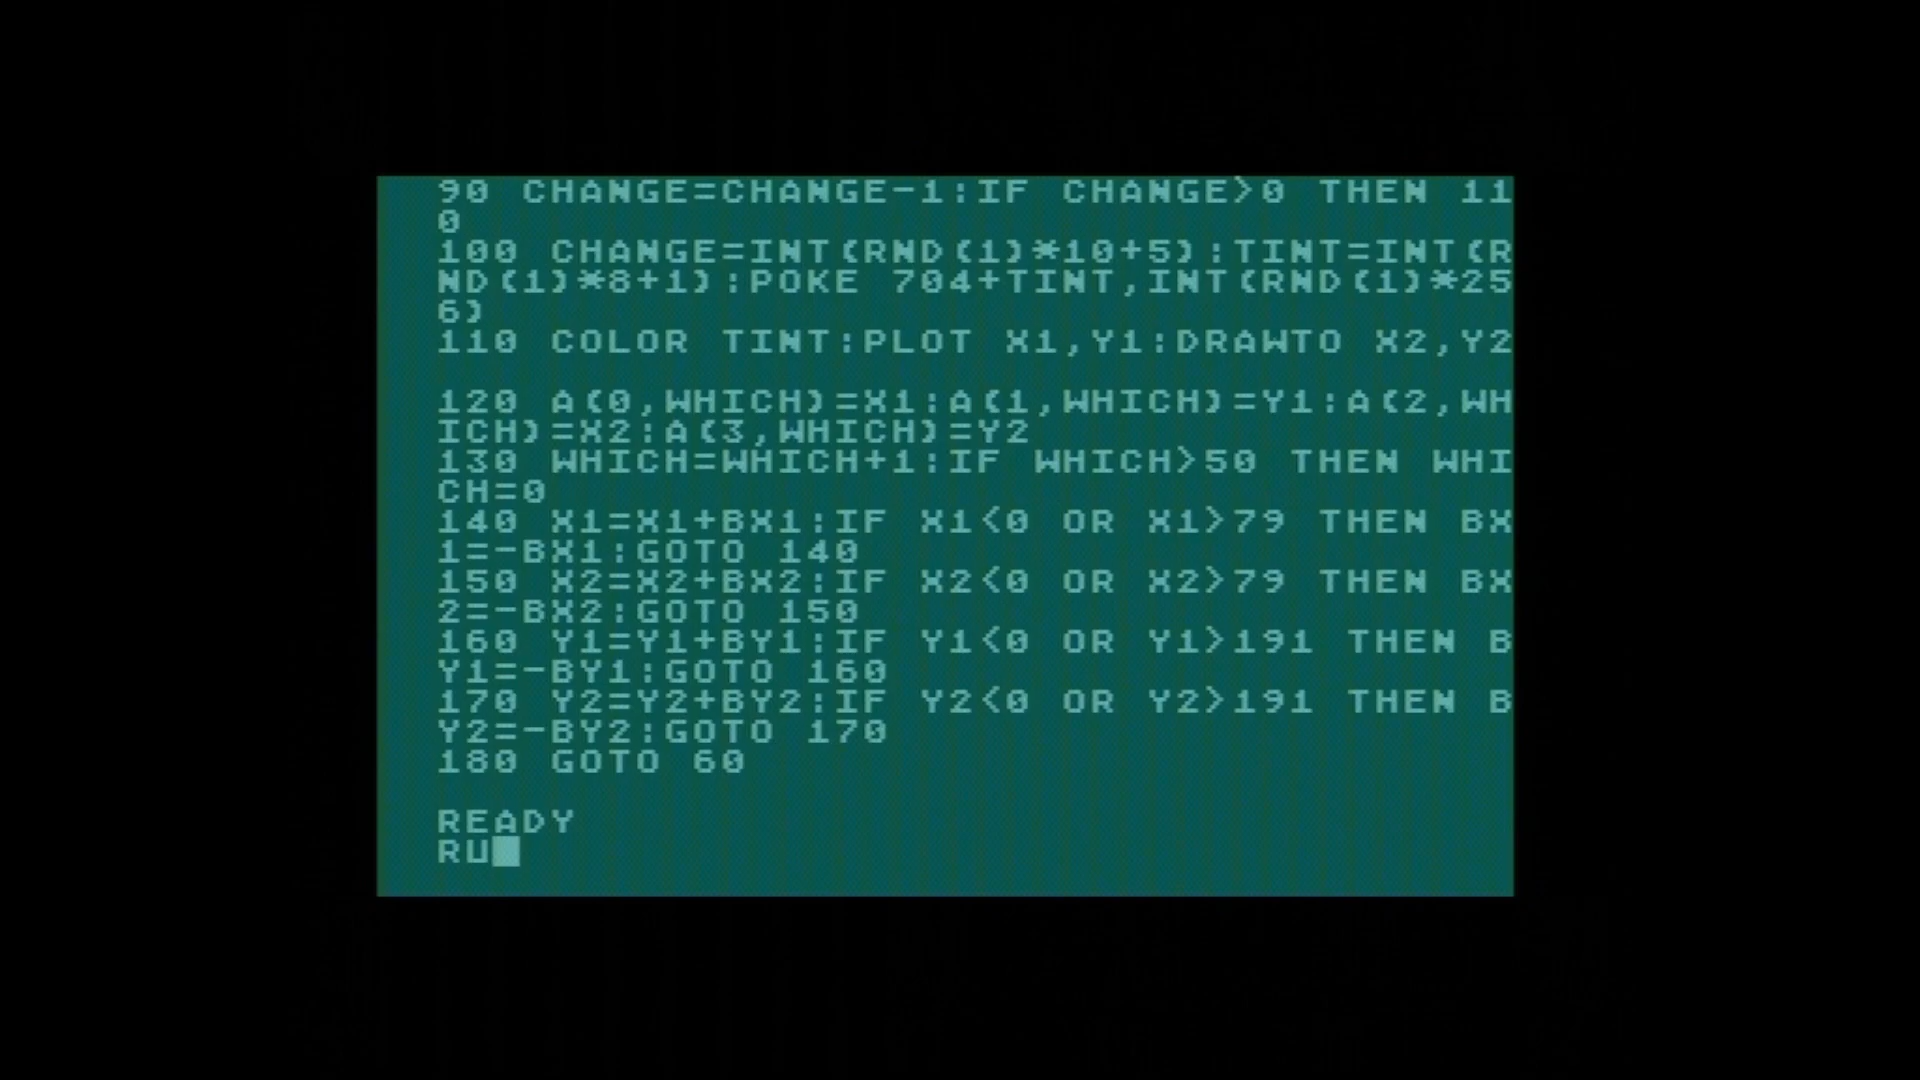 90 CHANGE=CHANGE-1:IF CHANGE>0 THEN 11
0
100 CHANGE=INT(RND(1)*10+5):TINT=INT(R
ND(1)*8+1):POKE 704+TINT,INT(RND(1)*25
6)
110 COLOR TINT:PLOT X1,Y1:DRAWTO X2,Y2
120 A(0,WHICH)=X1:A(1,WHICH)=Y1:A(2,WH
ICH)=X2:A(3,WHICH)=Y2
130 WHICH=WHICH+1:IF WHICH>50 THEN WHI
CH=0
140 X1=X1+BX1:IF X1<0 OR X1>79 THEN BX
1=-BX1:GOTO 140
150 X2=X2+BX2:IF X2<0 OR X2>79 THEN BX
2=-BX2:GOTO 150
160 Y1=Y1+BY1:IF Y1<0 OR Y1>191 THEN B
Y1=-BY1:GOTO 160
170 Y2=Y2+BY2:IF Y2<0 OR Y2>191 THEN B
Y2=-BY2:GOTO 170
180 GOTO 60
READY
RU